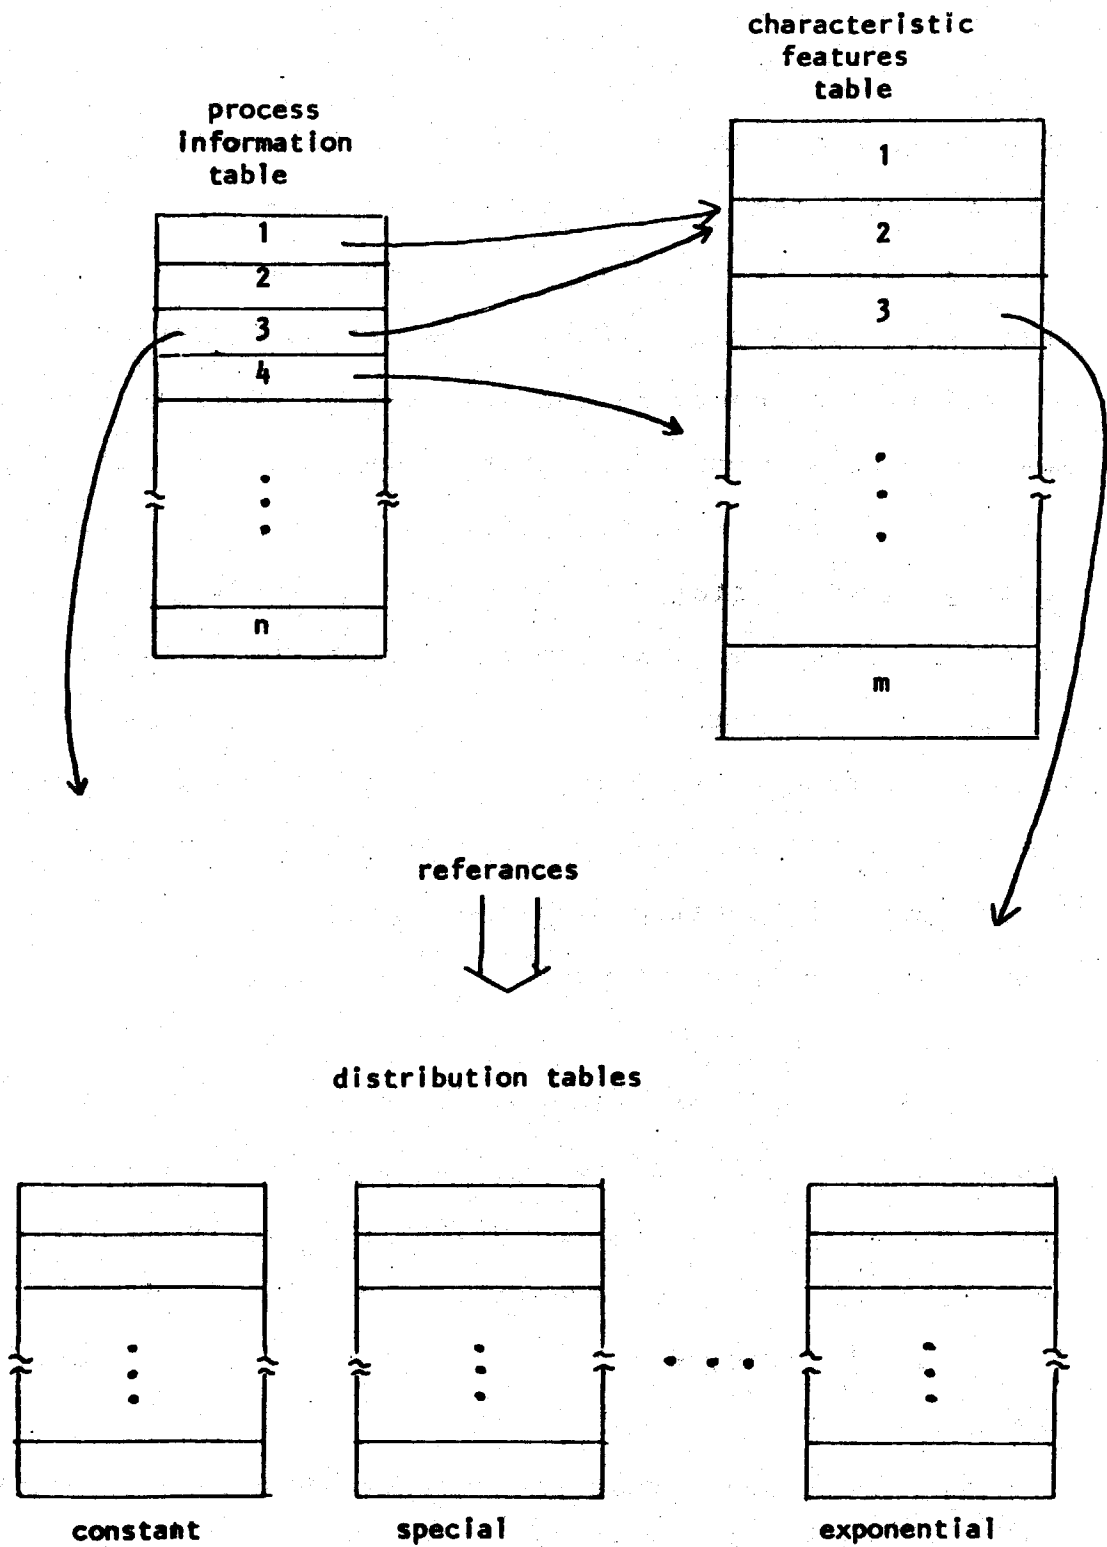 characteristic
features
table
process
information
table
1
2
3
4
n
1
2
3
m
referances
distribution tables
constant
special
exponential